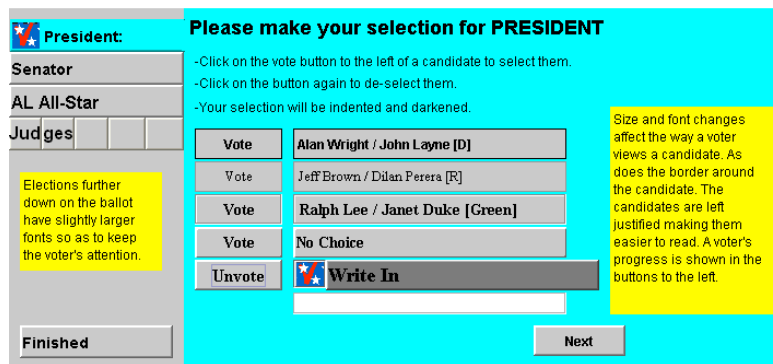 President:
Senator
AL All-Star
Judges
Elections further
down on the ballot
have slightly larger
fonts so as to keep
the voter's attention.
Finished
Please make your selection for PRESIDENT
-Click on the vote button to the left of a candidate to select them.
-Click on the button again to de-select them.
-Your selection will be indented and darkened.
Vote Alan Wright / John Layne [D]
Vote Jeff Brown / Dilan Perera [R]
Vote Ralph Lee / Janet Duke [Green]
Vote No Choice
Unvote Write In
Next
Size and font changes
affect the way a voter
views a candidate. As
does the border around
the candidate. The
candidates are left
justified making them
easier to read. A voter's
progress is shown in the
buttons to the left.